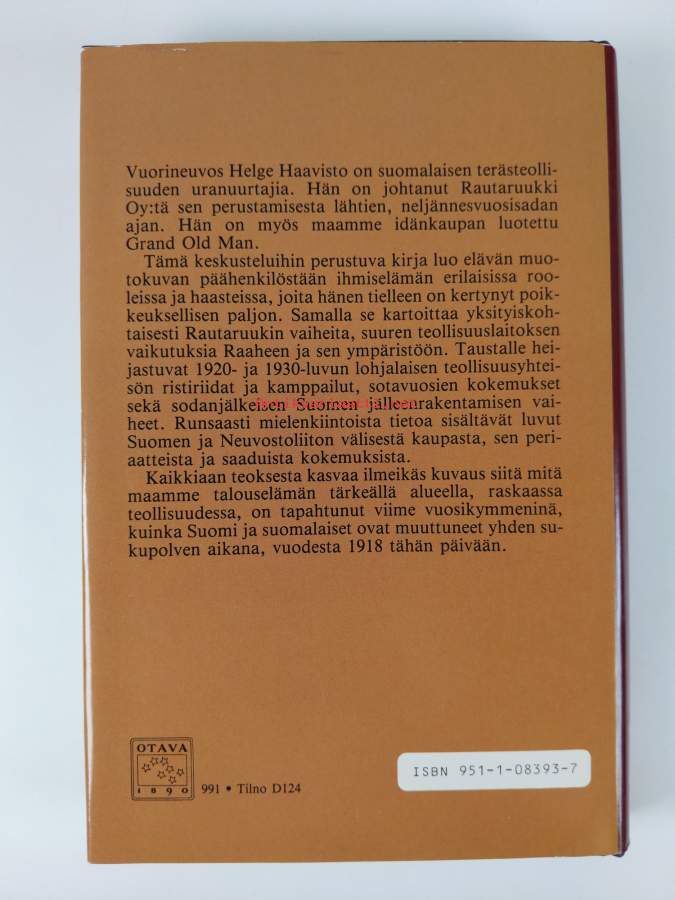 Vuorineuvos Helge Haavisto on suomalaisen terästeolli-
suuden uranuurtajia. Hän on johtanut Rautaruukki
Oy:tä sen perustamisesta lähtien, neljännesvuosisadan
ajan. Hän on myös maamme idänkaupan luotettu
Grand Old Man.
Tämä keskusteluihin perustuva kirja luo elävän muo-
tokuvan päähenkilöstään ihmiselämän erilaisissa roo-
leissa ja haasteissa, joita hänen tielleen on kertynyt poik-
keuksellisen paljon. Samalla se kartoittaa yksityiskoh-
taisesti Rautaruukin vaiheita, suuren teollisuuslaitoksen
vaikutuksia Raaheen ja sen ympäristöön. Taustalle hei-
jastuvat 1920- ja 1930-luvun lohjalaisen teollisuusyhtei-
sön ristiriidat ja kamppailut, sotavuosien kokemukset
sekä sodanjälkeisen Suomen jälleenrakentamisen vai-
heet. Runsaasti mielenkiintoista tietoa sisältävät luvut
Suomen ja Neuvostoliiton välisestä kaupasta, sen peri-
aatteista ja saaduista kokemuksista.
Kaikkiaan teoksesta kasvaa ilmeikäs kuvaus siitä mitä
maamme talouselämän tärkeällä alueella, raskaassa
teollisuudessa, on tapahtunut viime vuosikymmeninä,
kuinka Suomi ja suomalaiset ovat muuttuneet yhden su-
kupolven aikana, vuodesta 1918 tähän päivään.
OTAVA
1890
991 • Tilno D124
ISBN 951-1-08393-7